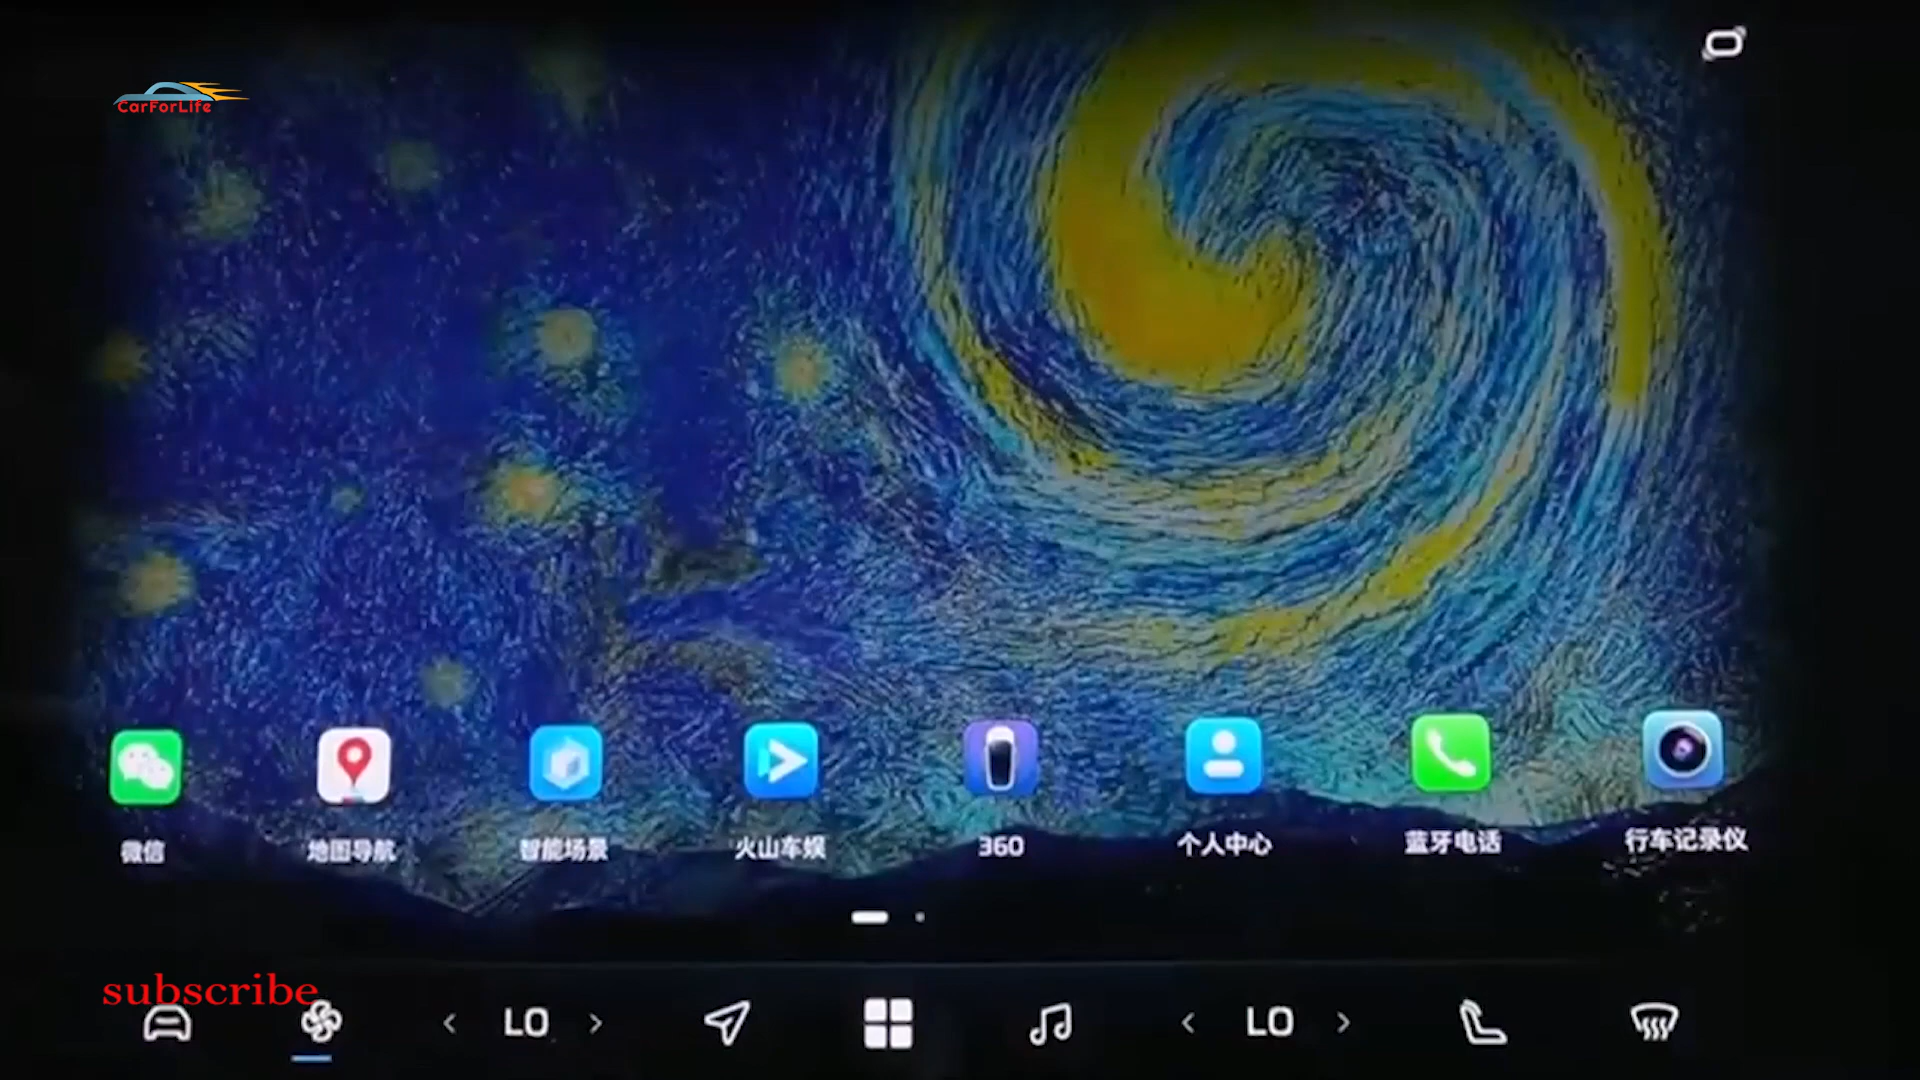 CarForLife
微信
地图导航
智能场景
火山车娱
360
个人中心
蓝牙电话
行车记录仪
subscribe
LO
LO